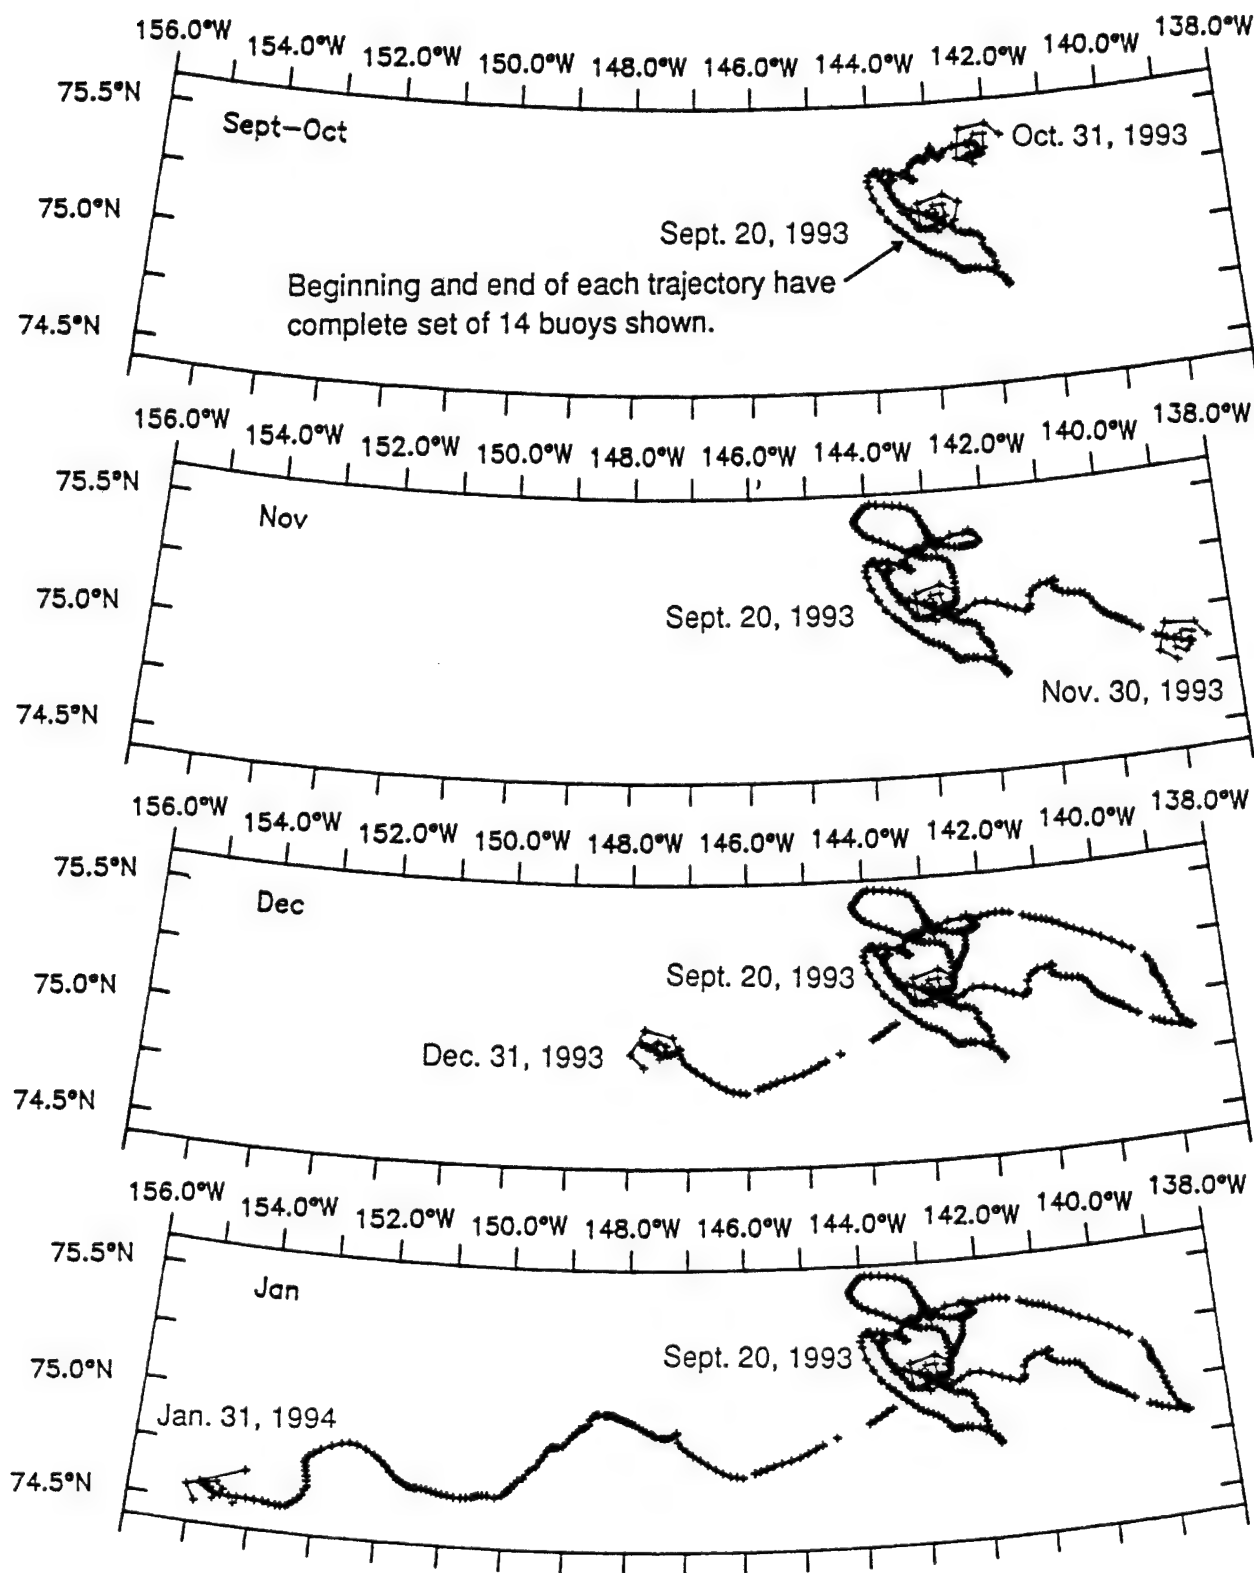 156.0°W 154.0°W 152.0°W 150.0°W 148.0°W 146.0°W 144.0°W 142.0°W 140.0°W 138.0°W
75.5°N
Sept-Oct
Oct. 31, 1993
75.0°N
Sept. 20, 1993
Beginning and end of each trajectory have
complete set of 14 buoys shown.
74.5°N
156.0°W 154.0°W 152.0°W 150.0°W 148.0°W 146.0°W 144.0°W 142.0°W 140.0°W 138.0°W
75.5°N
Nov
75.0°N
Sept. 20, 1993
Nov. 30, 1993
74.5°N
156.0°W 154.0°W 152.0°W 150.0°W 148.0°W 146.0°W 144.0°W 142.0°W 140.0°W 138.0°W
75.5°N
Dec
75.0°N
Sept. 20, 1993
Dec. 31, 1993
74.5°N
156.0°W 154.0°W 152.0°W 150.0°W 148.0°W 146.0°W 144.0°W 142.0°W 140.0°W 138.0°W
75.5°N
Jan
75.0°N
Sept. 20, 1993
Jan. 31, 1994
74.5°N